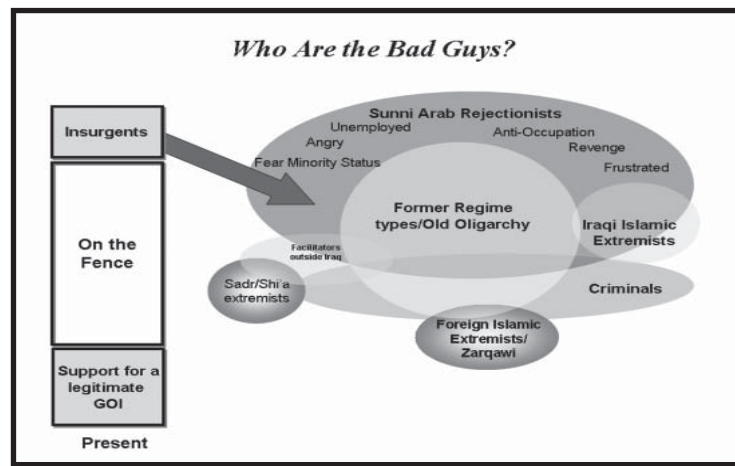 Who Are the Bad Guys?
Insurgents
On the
Fence
Support for a
legitimate
GOI
Present
Sunni Arab Rejectionists
Unemployed
Angry
Fear Minority Status
Anti-Occupation
Revenge
Frustrated
Former Regime
types/Old Oligarchy
Iraqi Islamic
Extremists
Facilitators
outside Iraq
Sadr/Shi'a
extremists
Criminals
Foreign Islamic
Extremists/
Zarqawi